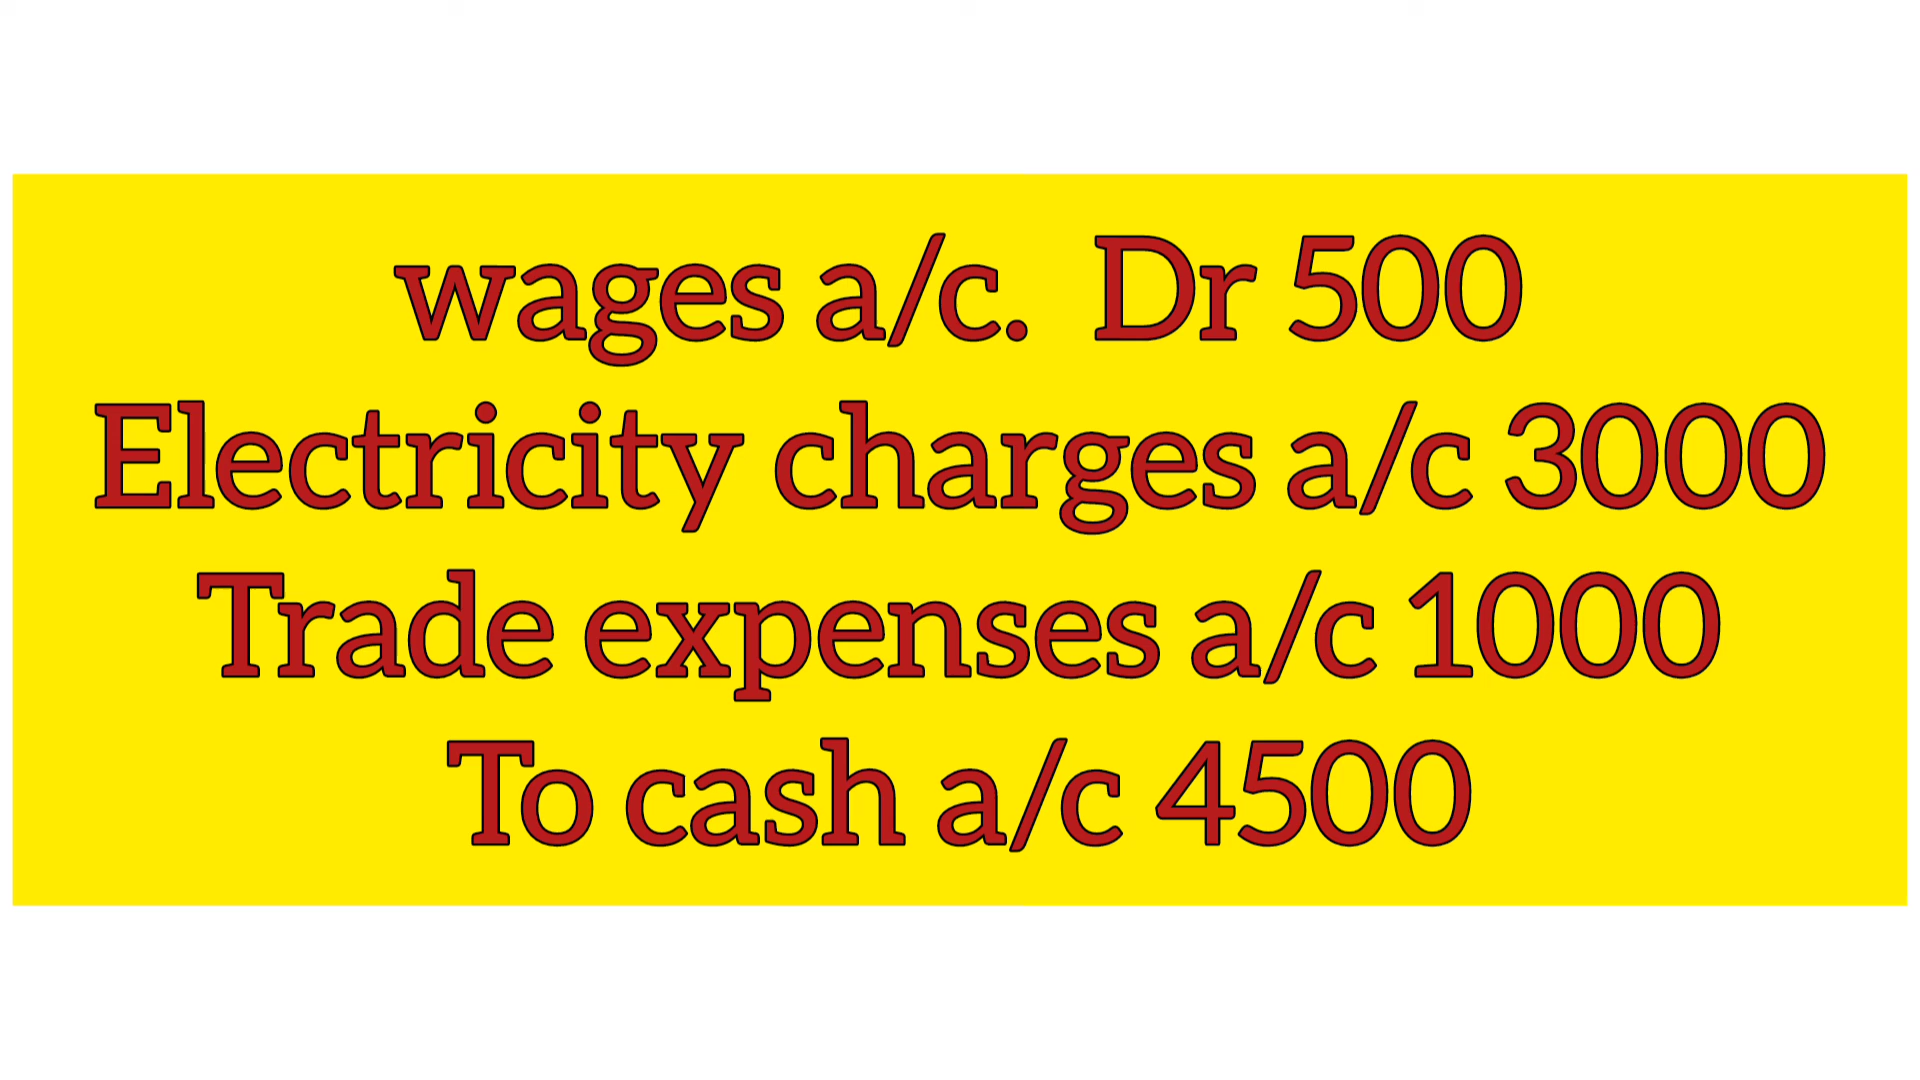 wages a/c.  Dr 500
Electricity charges a/c 3000
Trade expenses a/c 1000
To cash a/c 4500